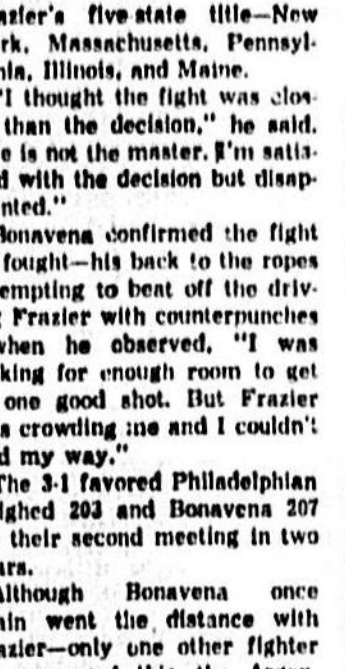 azier's five-state title—New
rk, Massachusetts, Pennsyl-
nia, Illinois, and Maine.
"I thought the fight was clos-
than the decision," he said.
e is not the master. I'm satis-
d with the decision but disap-
nted."
Bonavena confirmed the fight
fought—his back to the ropes
empting to beat off the driv-
Frazier with counterpunches
when he observed, "I was
king for enough room to get
one good shot. But Frazier
s crowding me and I couldn't
d my way."
The 3-1 favored Philadelphian
ighed 203 and Bonavena 207
their second meeting in two
ars.
Although Bonavena once
ain went the distance with
azier—only one other fighter